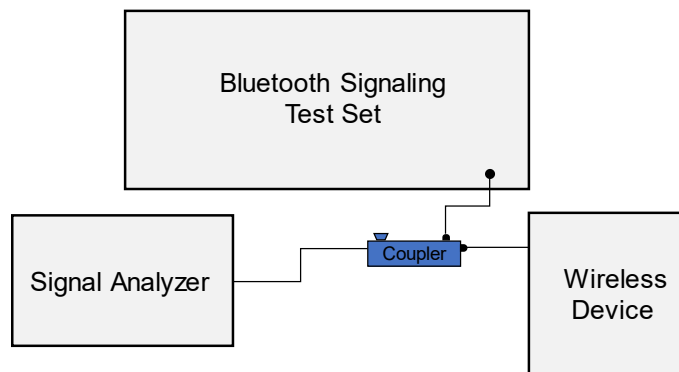 Bluetooth Signaling
Test Set
Signal Analyzer
Coupler
Wireless
Device